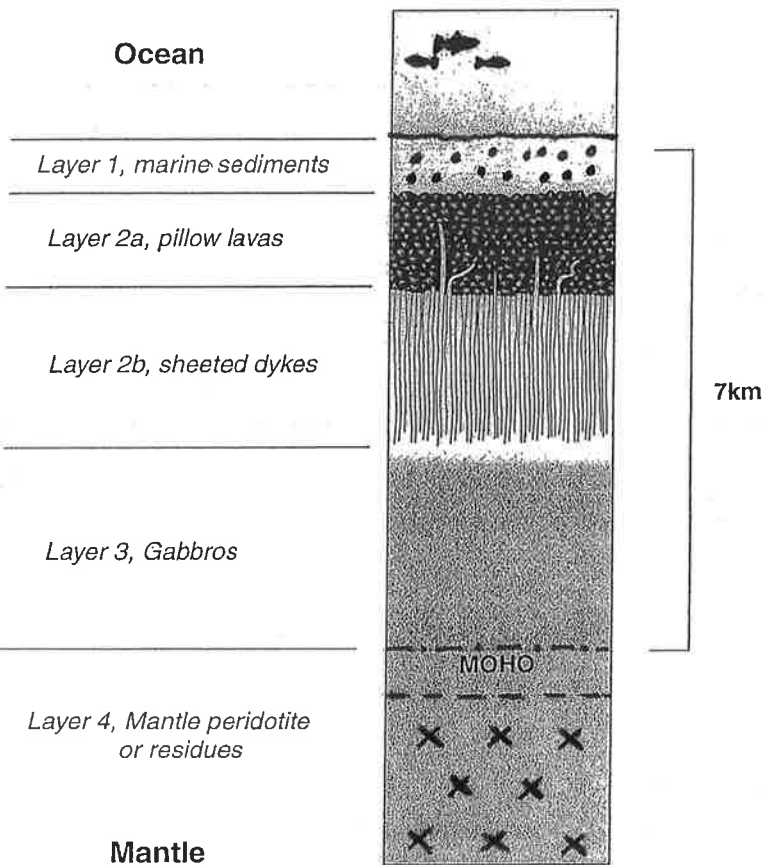 Ocean
Layer 1, marine sediments
Layer 2a, pillow lavas
Layer 2b, sheeted dykes
7km
Layer 3, Gabbros
MOHO
Layer 4, Mantle peridotite
or residues
Mantle